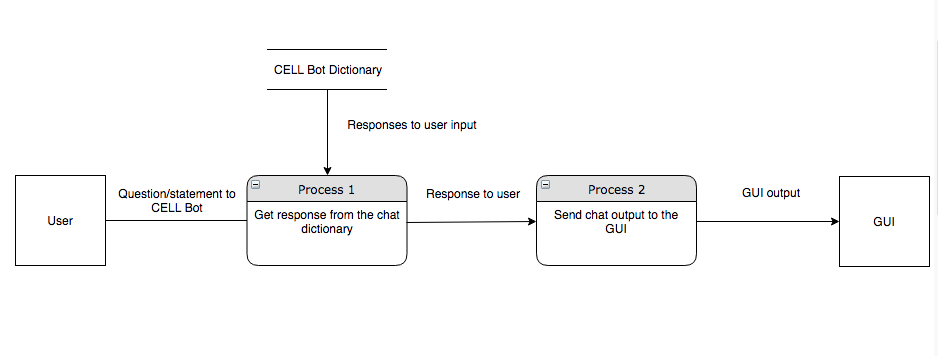 CELL Bot Dictionary
Responses to user input
User
Question/statement to
CELL Bot
Process 1
Get response from the chat
dictionary
Response to user
Process 2
Send chat output to the
GUI
GUI output
GUI